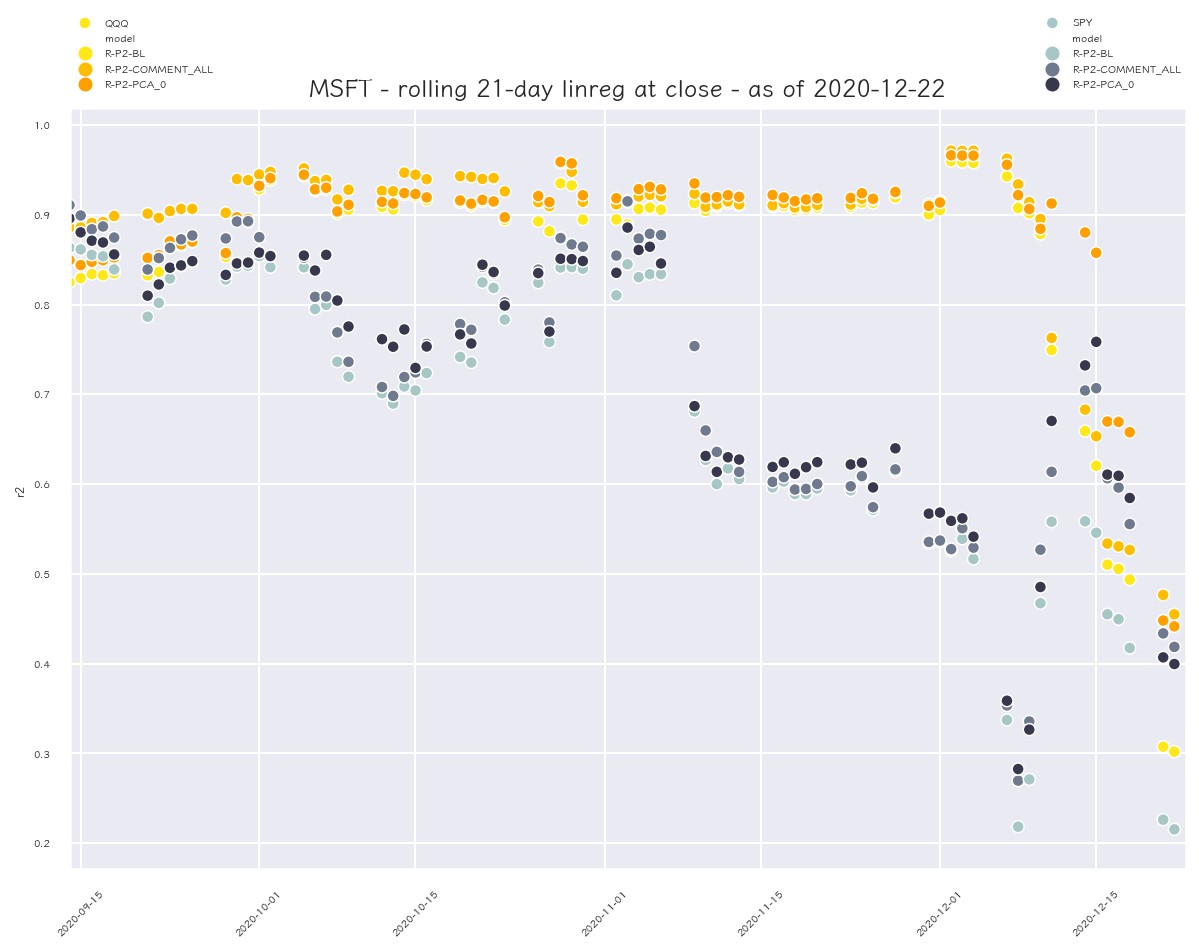 QQQ
model
R-P2-BL
R-P2-COMMENT_ALL
R-P2-PCA_0
SPY
model
R-P2-BL
R-P2-COMMENT_ALL
R-P2-PCA_0
MSFT - rolling 21-day linreg at close - as of 2020-12-22
1.0
0.9
0.8
0.7
0.6
0.5
0.4
0.3
0.2
r2
2020-09-15
2020-10-01
2020-10-15
2020-11-01
2020-11-15
2020-12-01
2020-12-15